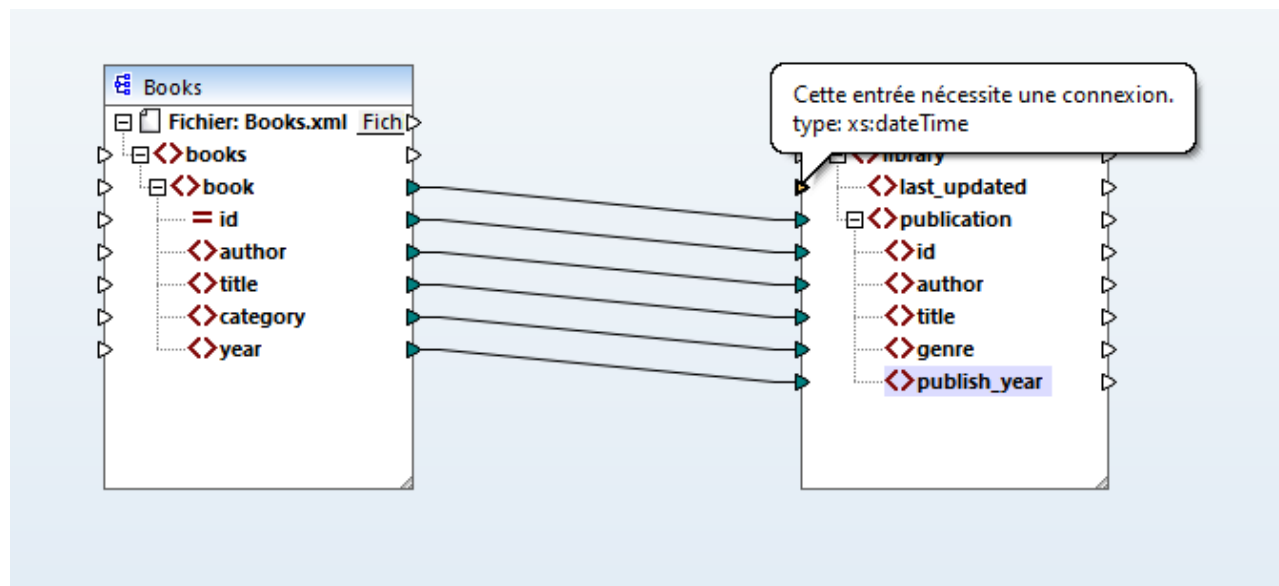 Books
Fichier: Books.xml Fich
books
book
id
author
title
category
year
Cette entrée nécessite une connexion.
type: xs:dateTime
library
last_updated
publication
id
author
title
genre
publish_year